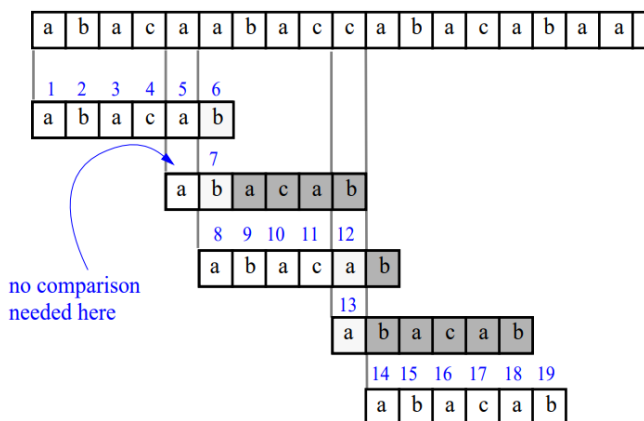 a b a c a a b a c c a b a c a b a a
1 2 3 4 5 6
a b a c a b
7
a b a c a b
8 9 10 11 12
a b a c a b
no comparison
needed here
13
a b a c a b
14 15 16 17 18 19
a b a c a b